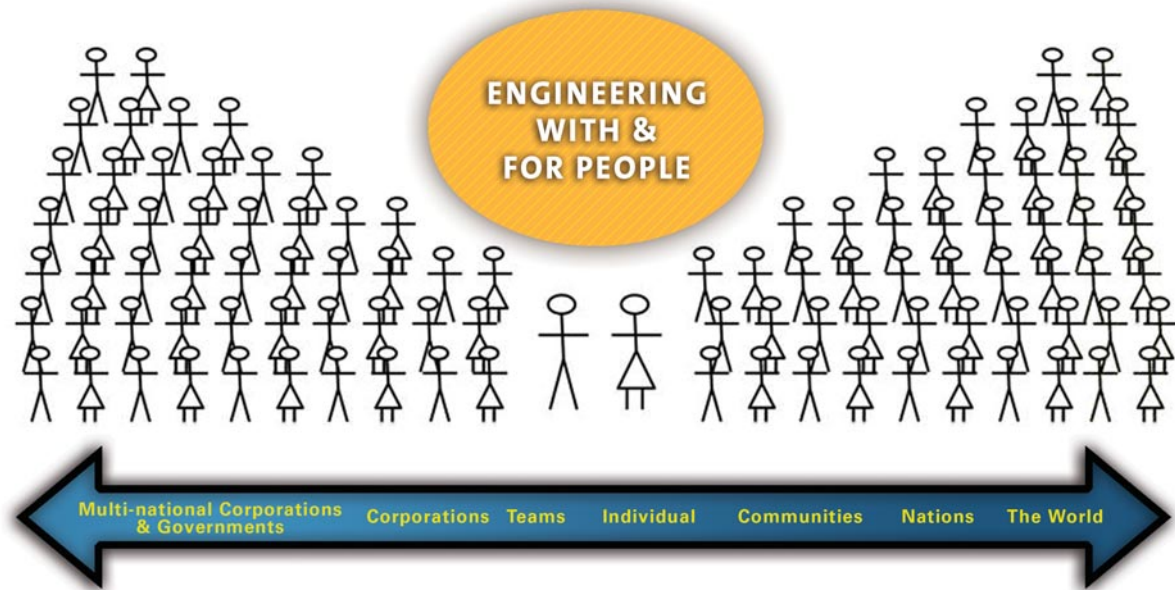 ENGINEERING
WITH &
FOR PEOPLE
Multi-national Corporations
& Governments
Corporations
Teams
Individual
Communities
Nations
The World